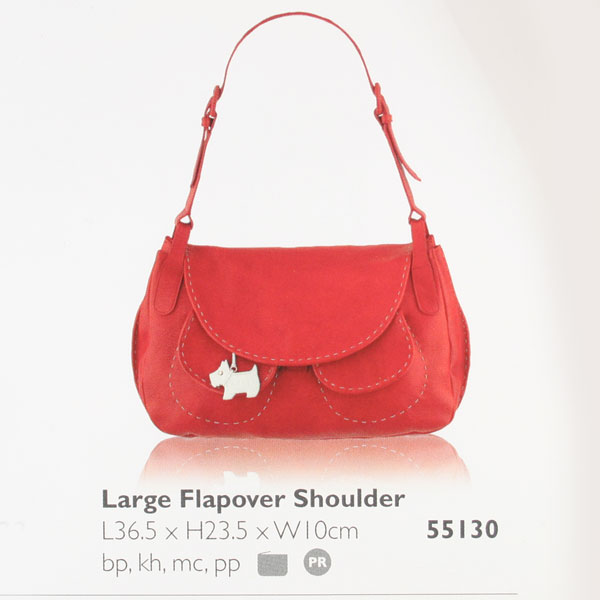 Large Flapover Shoulder
L36.5 x H23.5 x W10cm 55130
bp, kh, mc, pp PR